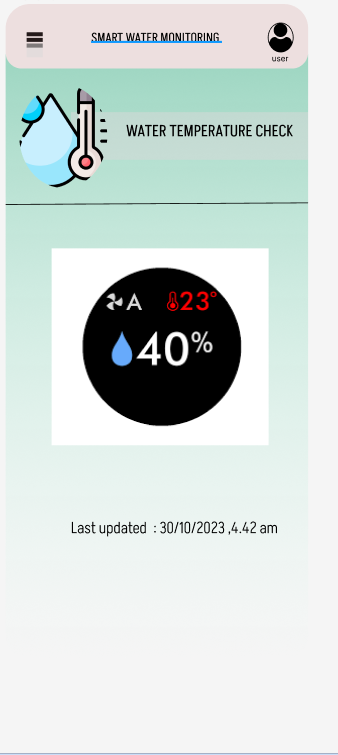 SMART WATER MONITORING
user
WATER TEMPERATURE CHECK
A 23°
40%
Last updated : 30/10/2023 ,4.42 am